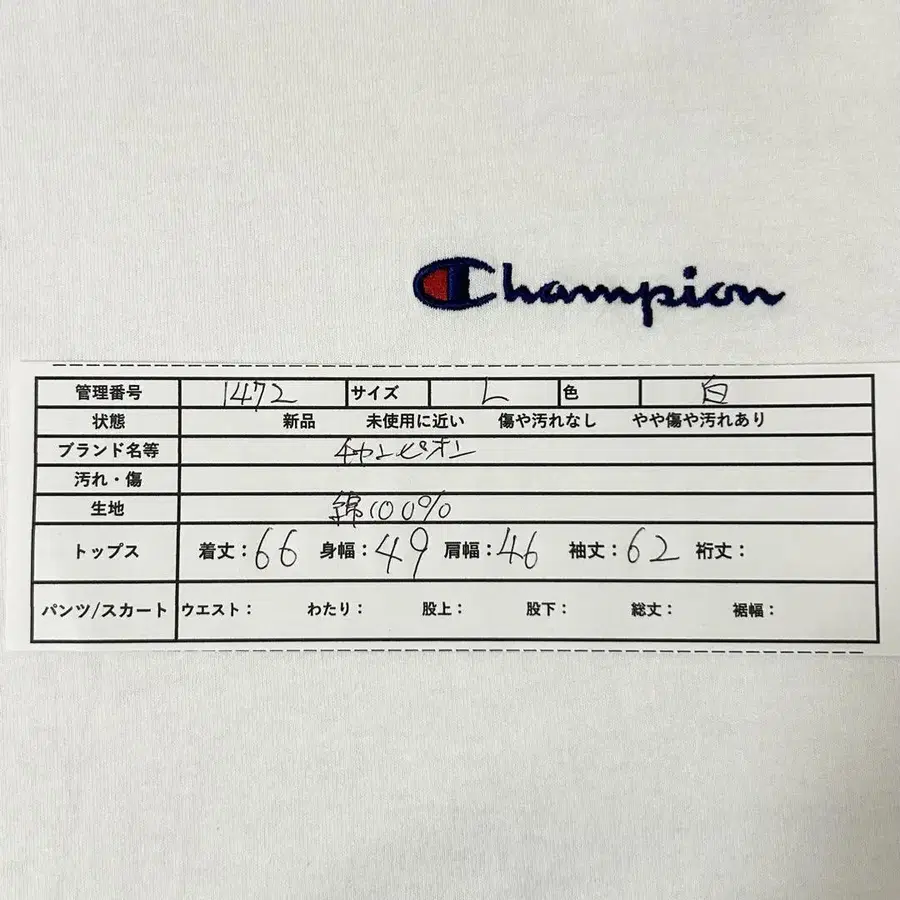 Champion
管理番号 1472 サイズ L 色 白
状態 新品 未使用に近い 傷や汚れなし やや傷や汚れあり
ブランド名等 チャンピオン
汚れ・傷
生地 綿100%
トップス 着丈:66 身幅:49 肩幅:46 袖丈:62 裄丈:
パンツ/スカート ウエスト: わたり: 股上: 股下: 総丈: 裾幅: